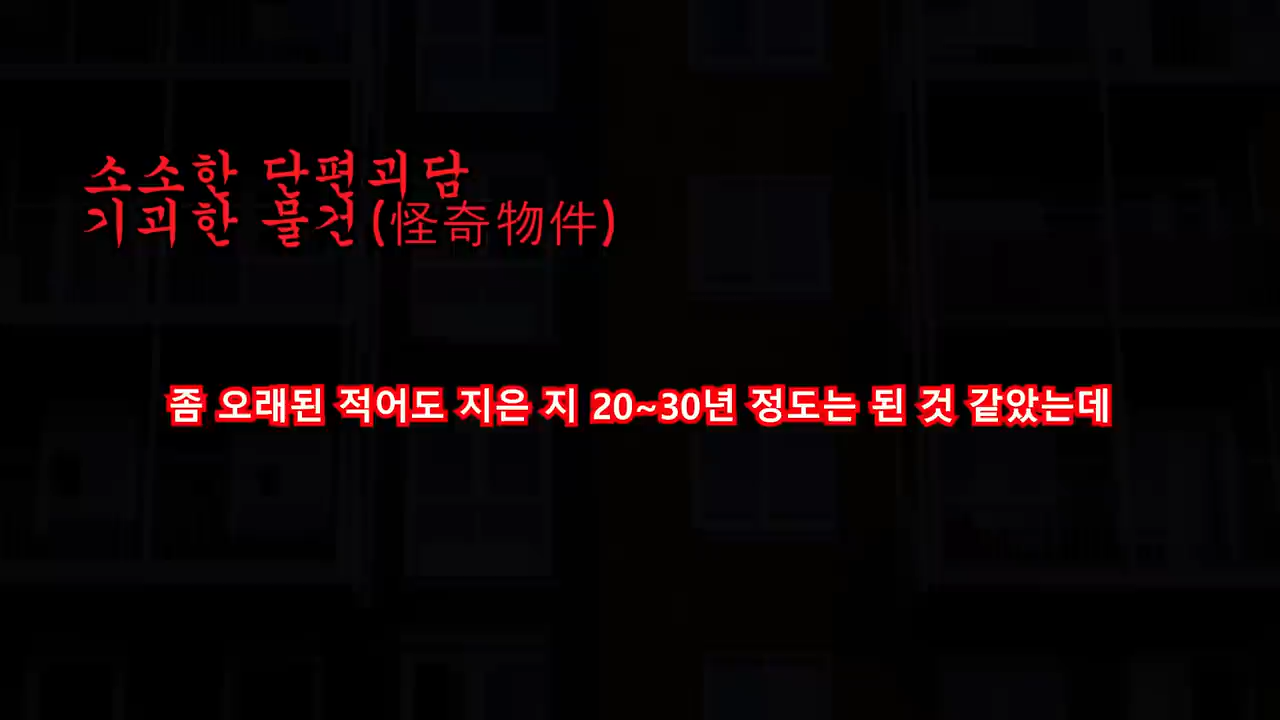 소소한 단편괴담
기괴한 물건(怪奇物件)
좀 오래된 적어도 지은 지 20~30년 정도는 된 것 같았는데